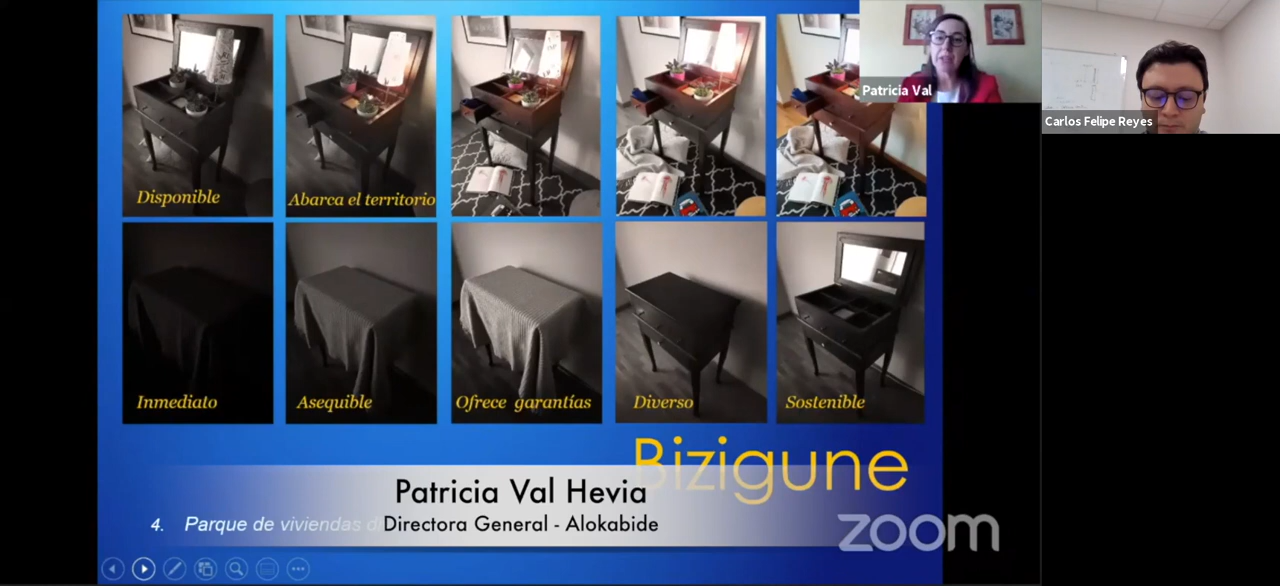 Patricia Val
Carlos Felipe Reyes
Disponible
Abarca el territorio
Inmediato
Asequible
Ofrece garantías
Diverso
Sostenible
Bizigune
Patricia Val Hevia
4. Parque de viviendas
Directora General - Alokabide
zoom